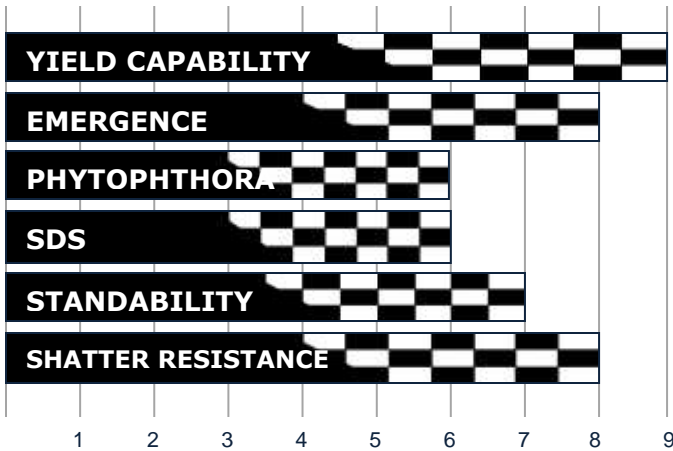 YIELD CAPABILITY
EMERGENCE
PHYTOPHTHORA
SDS
STANDABILITY
SHATTER RESISTANCE
1 2 3 4 5 6 7 8 9